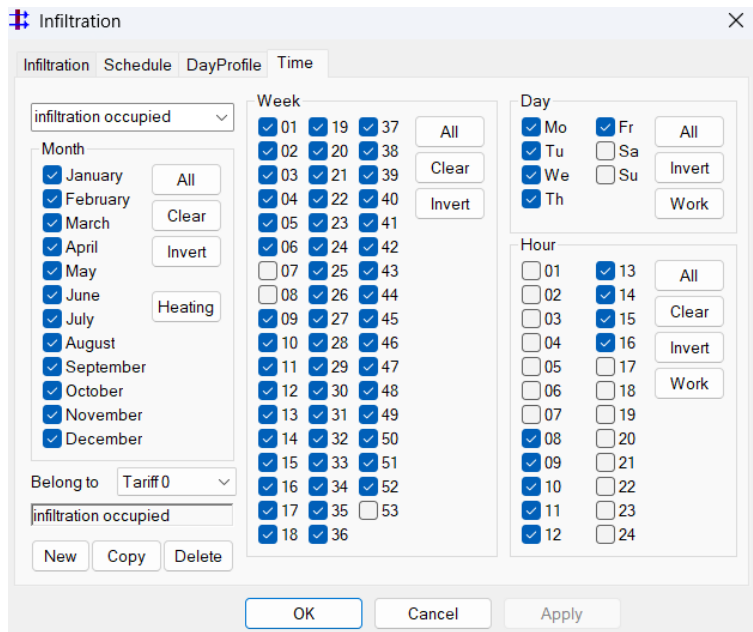 Infiltration
Infiltration Schedule DayProfile Time
infiltration occupied
Month
January
February
March
April
May
June
July
August
September
October
November
December
All
Clear
Invert
Heating
Belong to Tariff 0
infiltration occupied
New Copy Delete
Week
01 19 37
02 20 38
03 21 39
04 22 40
05 23 41
06 24 42
07 25 43
08 26 44
09 27 45
10 28 46
11 29 47
12 30 48
13 31 49
14 32 50
15 33 51
16 34 52
17 35 53
18 36
All
Clear
Invert
Day
Mo Fr
Tu Sa
We Su
Th
All
Invert
Work
Hour
01 13
02 14
03 15
04 16
05 17
06 18
07 19
08 20
09 21
10 22
11 23
12 24
All
Clear
Invert
Work
OK Cancel Apply